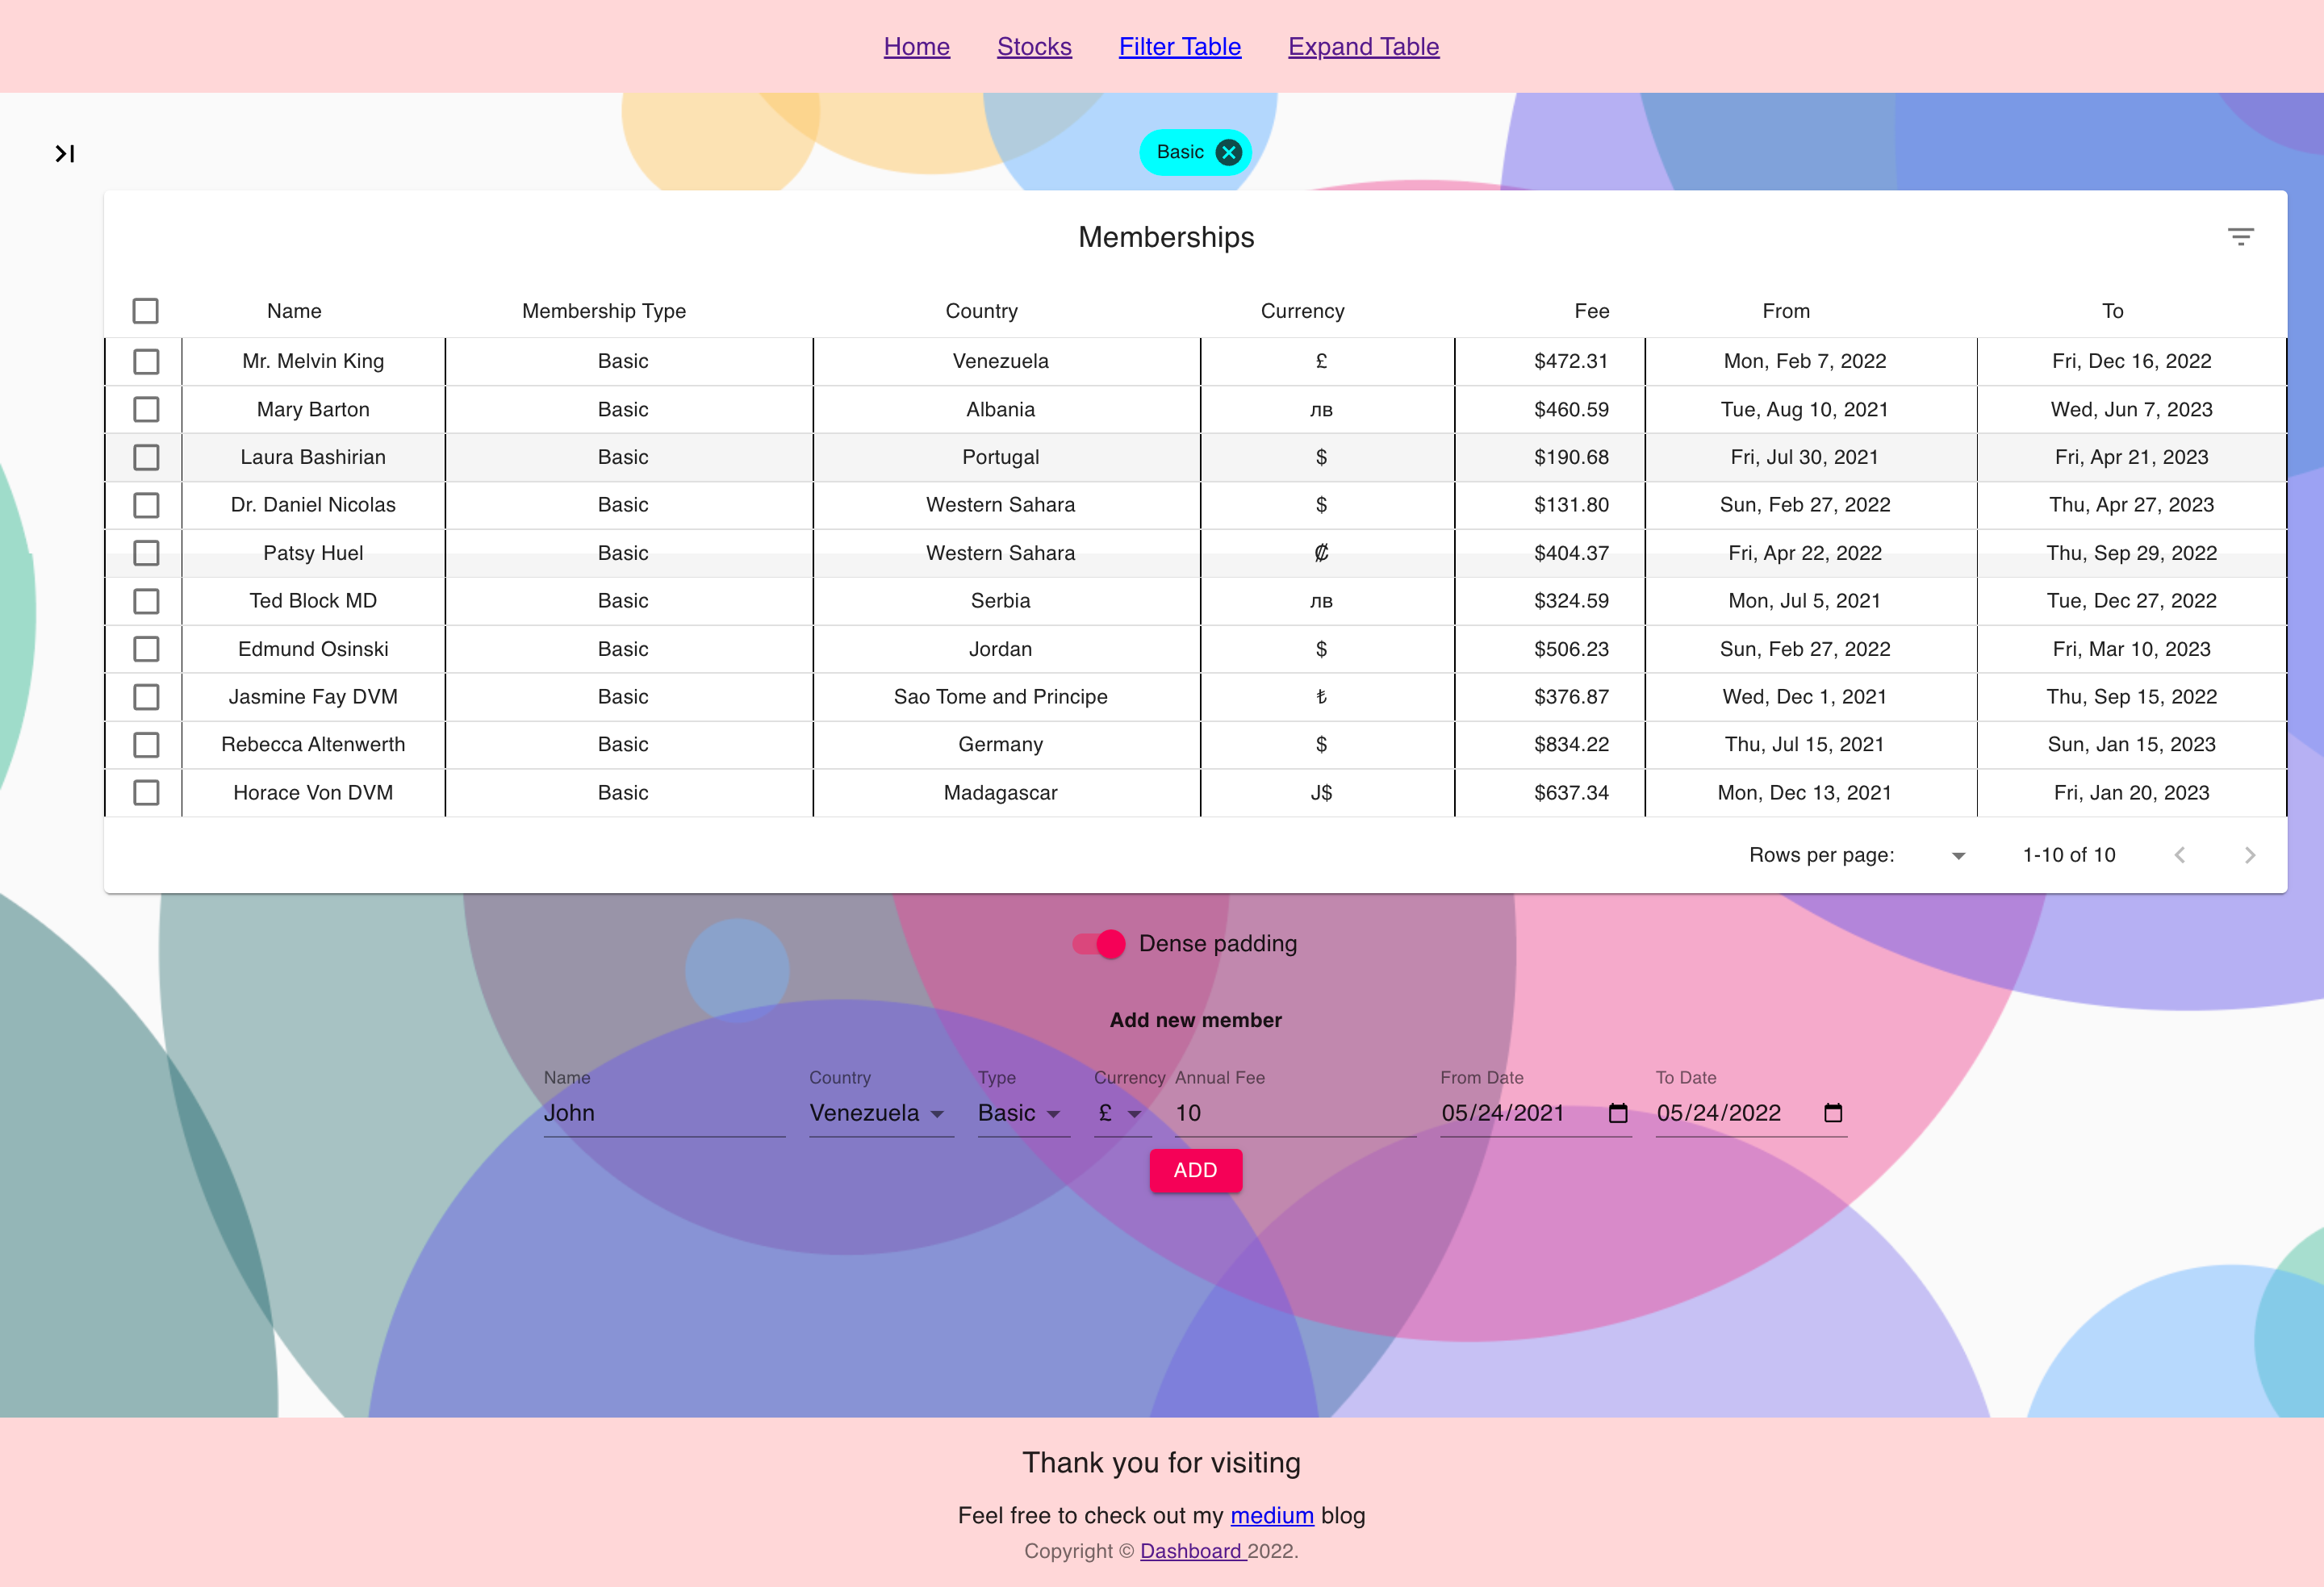 Home Stocks Filter Table Expand Table
Basic
Memberships
Name Membership Type Country Currency Fee From To
Mr. Melvin King Basic Venezuela £ $472.31 Mon, Feb 7, 2022 Fri, Dec 16, 2022
Mary Barton Basic Albania лв $460.59 Tue, Aug 10, 2021 Wed, Jun 7, 2023
Laura Bashirian Basic Portugal $ $190.68 Fri, Jul 30, 2021 Fri, Apr 21, 2023
Dr. Daniel Nicolas Basic Western Sahara $ $131.80 Sun, Feb 27, 2022 Thu, Apr 27, 2023
Patsy Huel Basic Western Sahara ₡ $404.37 Fri, Apr 22, 2022 Thu, Sep 29, 2022
Ted Block MD Basic Serbia лв $324.59 Mon, Jul 5, 2021 Tue, Dec 27, 2022
Edmund Osinski Basic Jordan $ $506.23 Sun, Feb 27, 2022 Fri, Mar 10, 2023
Jasmine Fay DVM Basic Sao Tome and Principe ₺ $376.87 Wed, Dec 1, 2021 Thu, Sep 15, 2022
Rebecca Altenwerth Basic Germany $ $834.22 Thu, Jul 15, 2021 Sun, Jan 15, 2023
Horace Von DVM Basic Madagascar J$ $637.34 Mon, Dec 13, 2021 Fri, Jan 20, 2023
Rows per page: 1-10 of 10
Dense padding
Add new member
Name Country Type Currency Annual Fee From Date To Date
John Venezuela Basic £ 10 05/24/2021 05/24/2022
ADD
Thank you for visiting
Feel free to check out my medium blog
Copyright © Dashboard 2022.